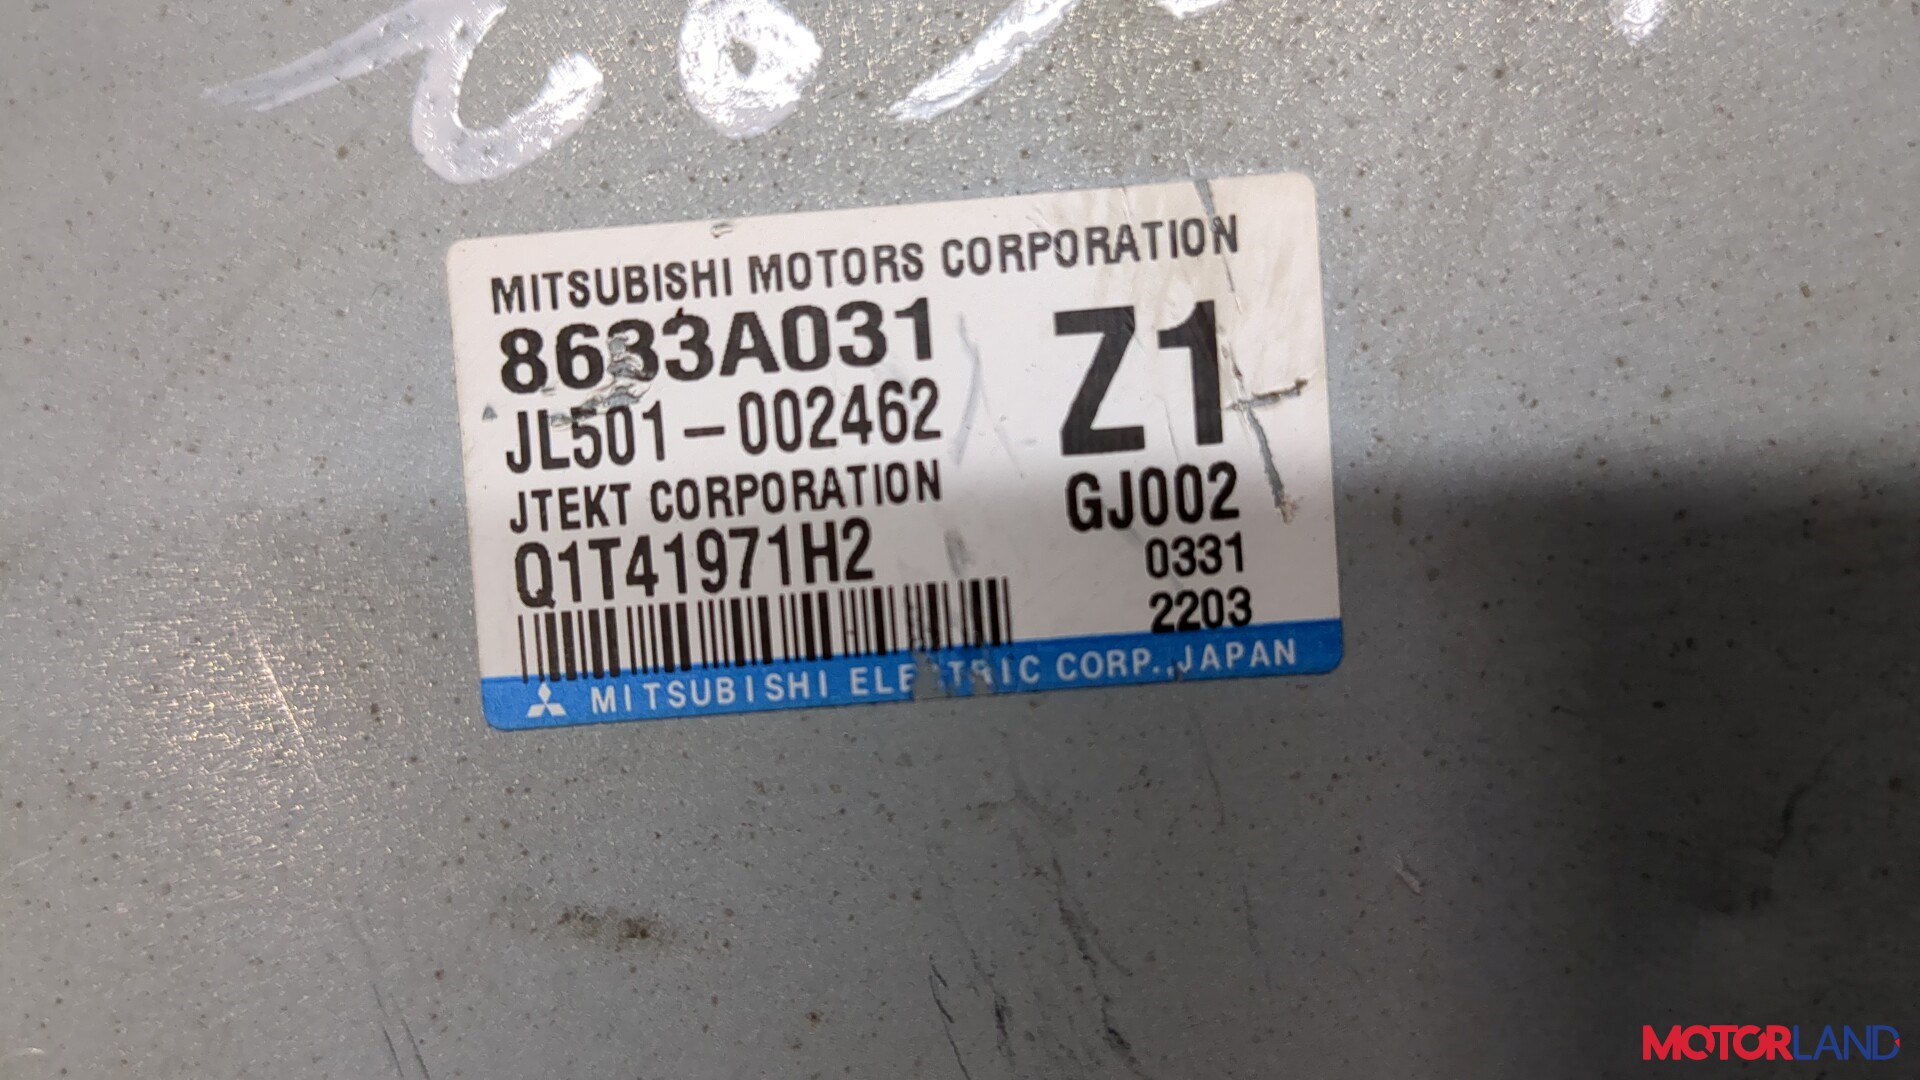 MITSUBISHI MOTORS CORPORATION
8633A031
Z1
JL501-002462
JTEKT CORPORATION
GJ002
Q1T41971H2
0331
2203
MITSUBISHI ELECTRIC CORP.,JAPAN
MOTORLAND